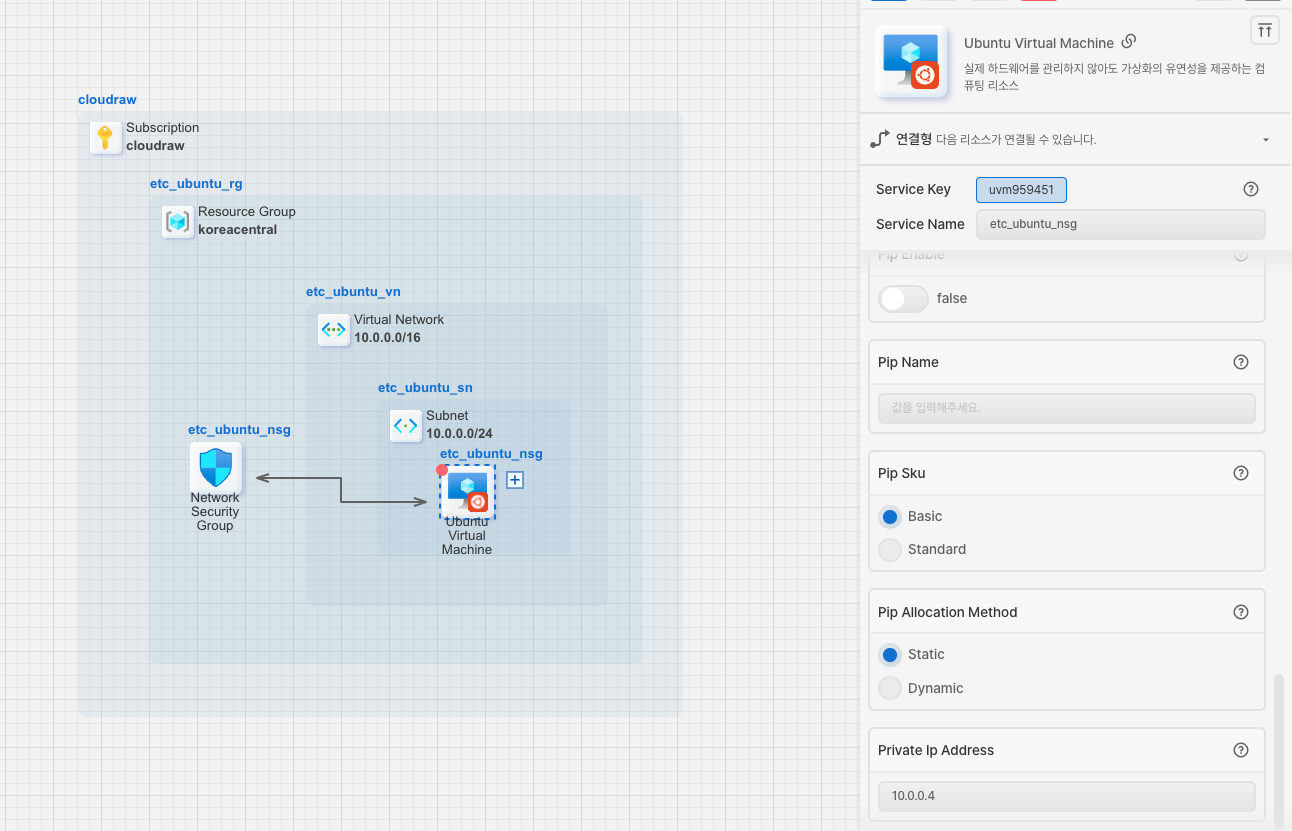 cloudraw
Subscription
cloudraw
etc_ubuntu_rg
Resource Group
koreacentral
etc_ubuntu_vn
Virtual Network
10.0.0.0/16
etc_ubuntu_sn
Subnet
10.0.0.0/24
etc_ubuntu_nsg
Network
Security
Group
etc_ubuntu_nsg
Ubuntu
Virtual
Machine
Ubuntu Virtual Machine
실제 하드웨어를 관리하지 않아도 가상화의 유연성을 제공하는 컴
퓨팅 리소스
연결형 다음 리소스가 연결될 수 있습니다.
Service Key uvm959451
Service Name etc_ubuntu_nsg
Pip Enable
false
Pip Name
값을 입력해주세요.
Pip Sku
Basic
Standard
Pip Allocation Method
Static
Dynamic
Private Ip Address
10.0.0.4